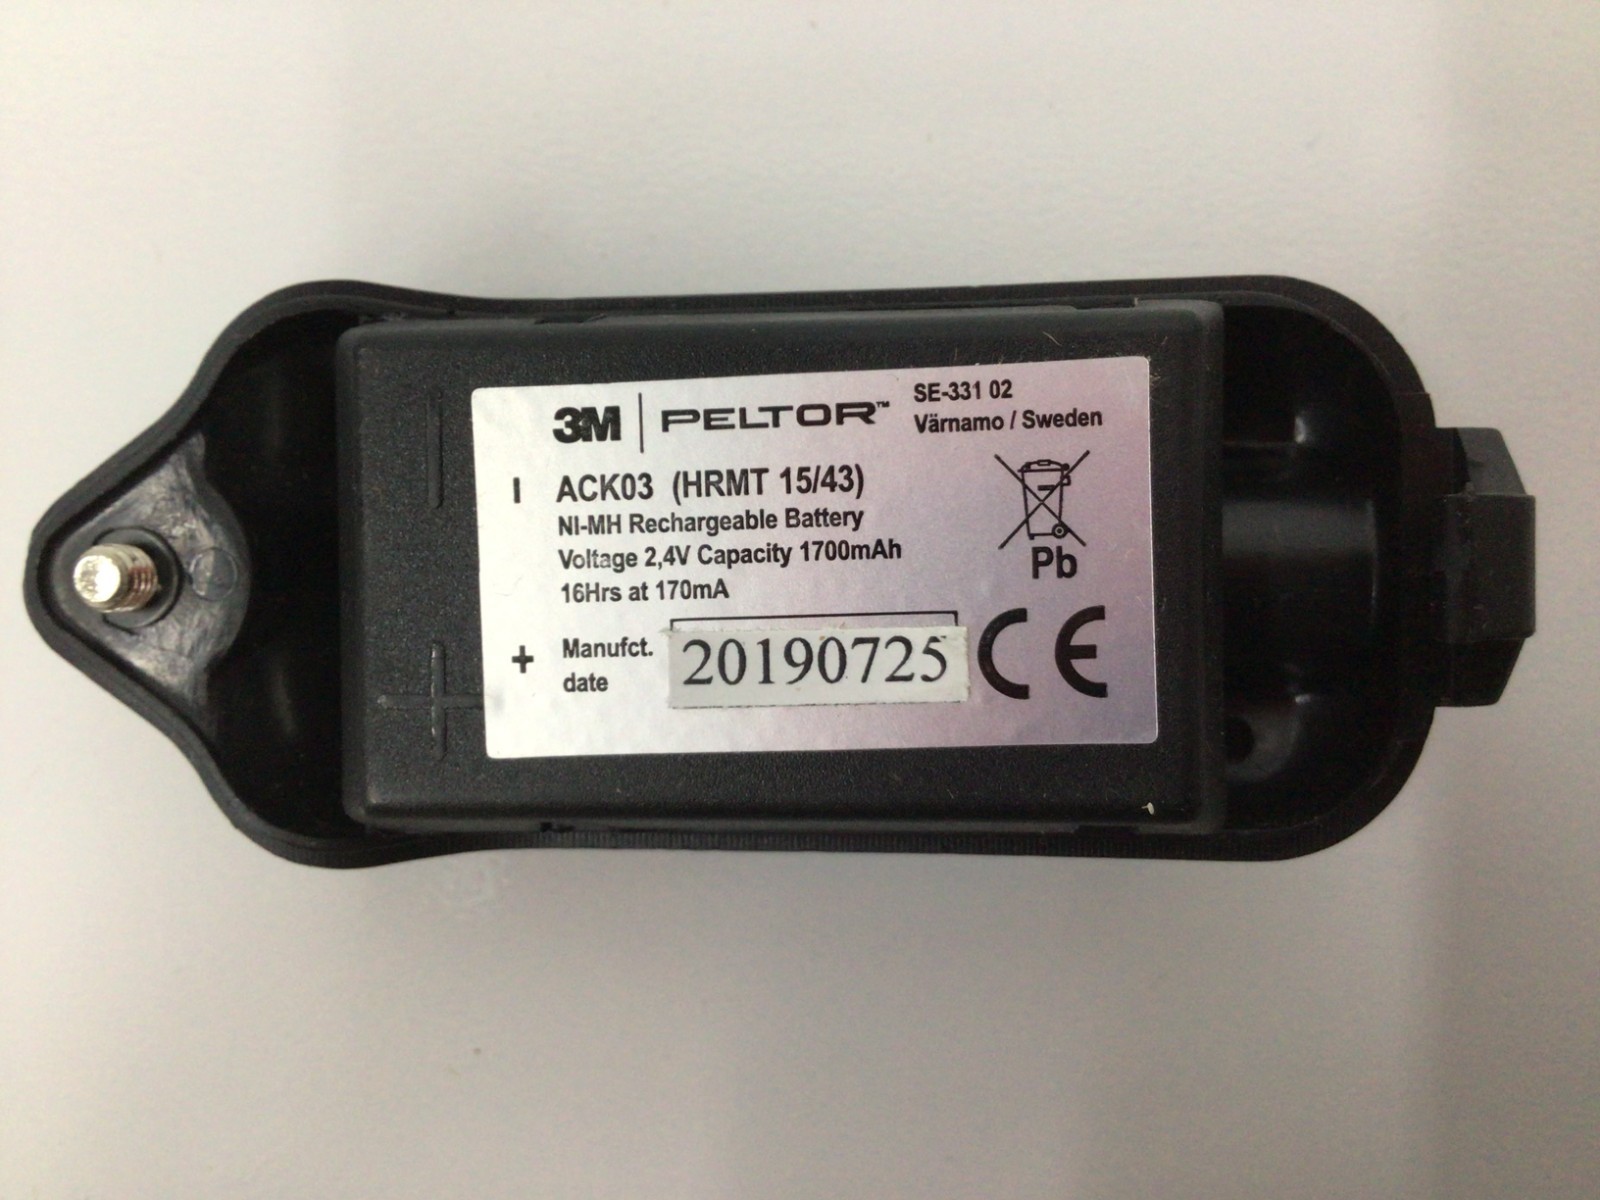 3M | PELTOR™
SE-331 02
Värnamo / Sweden
ACK03 (HRMT 15/43)
NI-MH Rechargeable Battery
Voltage 2,4V Capacity 1700mAh
16Hrs at 170mA
Pb
+ Manufct. date 20190725
CE